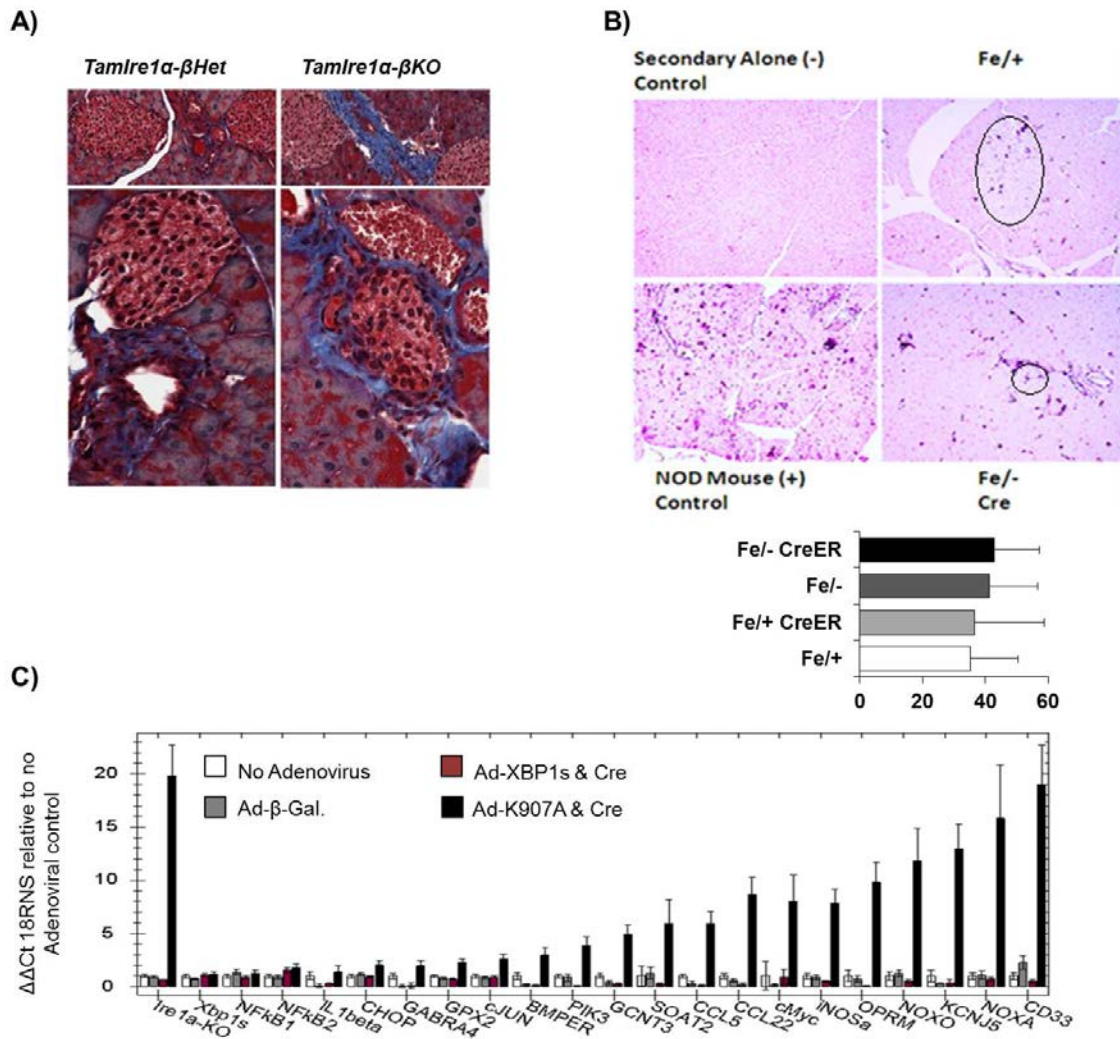 A)
TamIre1α-βHet TamIre1α-βKO
B)
Secondary Alone (-)
Control
Fe/+
NOD Mouse (+)
Control
Fe/-
Cre
Fe/- CreER
Fe/-
Fe/+ CreER
Fe/+
0 20 40 60
C)
ΔΔCt 18RNS relative to no
Adenoviral control
20
15
10
5
0
No Adenovirus
Ad-β-Gal.
Ad-XBP1s & Cre
Ad-K907A & Cre
Ire1a-KO
Xbp1s
NFkB1
NFkB2
IL1beta
CHOP
GABRA4
GPX2
cJUN
BMPER
PIK3
GCNT3
SOAT2
CCL5
CCL22
cMyc
iNOSa
OPRM
NOXO
KCNJ5
NOXA
CD33